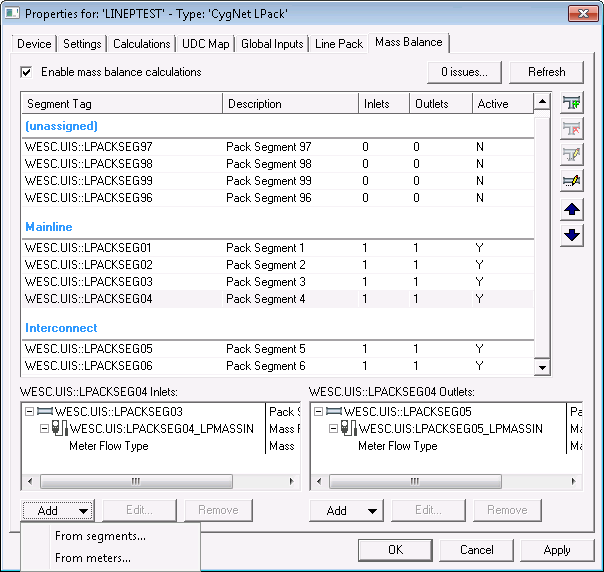 Properties for: 'LINEPTEST' - Type: 'CygNet LPack'
Device Settings Calculations UDC Map Global Inputs Line Pack Mass Balance
Enable mass balance calculations 0 issues... Refresh
Segment Tag Description Inlets Outlets Active
(unassigned)
WESC.UIS::LPACKSEG97 Pack Segment 97 0 0 N
WESC.UIS::LPACKSEG98 Pack Segment 98 0 0 N
WESC.UIS::LPACKSEG99 Pack Segment 99 0 0 N
WESC.UIS::LPACKSEG96 Pack Segment 96 0 0 N
Mainline
WESC.UIS::LPACKSEG01 Pack Segment 1 1 1 Y
WESC.UIS::LPACKSEG02 Pack Segment 2 1 1 Y
WESC.UIS::LPACKSEG03 Pack Segment 3 1 1 Y
WESC.UIS::LPACKSEG04 Pack Segment 4 1 1 Y
Interconnect
WESC.UIS::LPACKSEG05 Pack Segment 5 1 1 Y
WESC.UIS::LPACKSEG06 Pack Segment 6 1 1 Y
WESC.UIS::LPACKSEG04 Inlets: WESC.UIS::LPACKSEG04 Outlets:
WESC.UIS::LPACKSEG03 Pack S WESC.UIS::LPACKSEG05 Pa
WESC.UIS:LPACKSEG04_LPMASSIN Mass F WESC.UIS:LPACKSEG05_LPMASSIN Ma
Meter Flow Type Mass Meter Flow Type Ma
Add Edit... Remove Add Edit... Remove
From segments...
From meters...
OK Cancel Apply